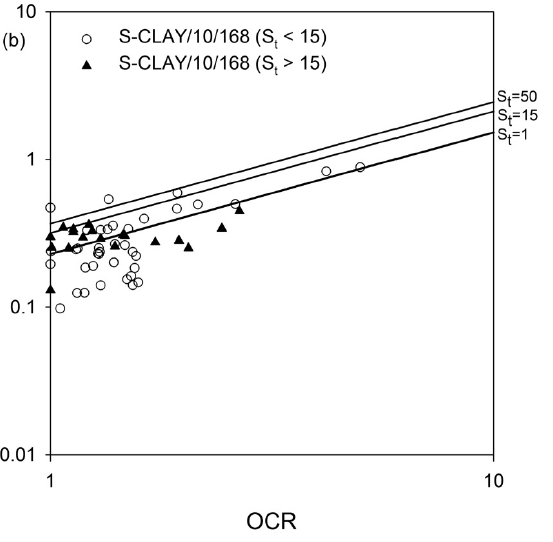 10
(b)
S-CLAY/10/168 (St < 15)
S-CLAY/10/168 (St > 15)
St=50
St=15
St=1
1
0.1
0.01
1
10
OCR